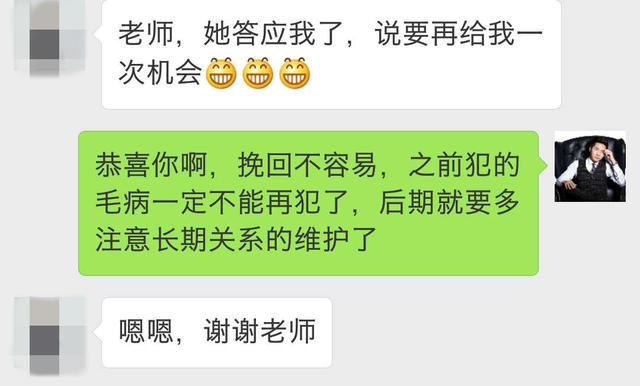 老师，她答应我了，说要再给我一
次机会😁😁😁
恭喜你啊，挽回不容易，之前犯的
毛病一定不能再犯了，后期就要多
注意长期关系的维护了
嗯嗯，谢谢老师